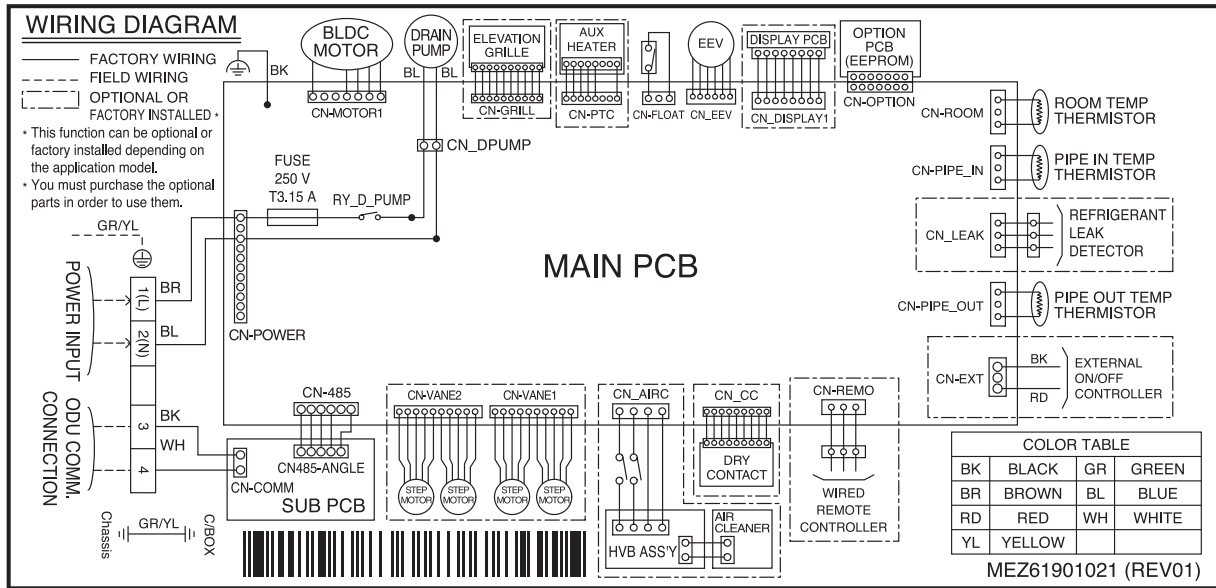 WIRING DIAGRAM
FACTORY WIRING
FIELD WIRING
OPTIONAL OR
FACTORY INSTALLED *
* This function can be optional or
factory installed depending on
the application model.
* You must purchase the optional
parts in order to use them.
BK
BLDC
MOTOR
CN-MOTOR1
DRAIN
PUMP
BL
BL
CN_DPUMP
ELEVATION
GRILLE
CN-GRILL
AUX
HEATER
CN-PTC
CN-FLOAT
EEV
CN_EEV
DISPLAY PCB
CN_DISPLAY1
OPTION
PCB
(EEPROM)
CN-OPTION
CN-ROOM
ROOM TEMP
THERMISTOR
CN-PIPE_IN
PIPE IN TEMP
THERMISTOR
CN_LEAK
REFRIGERANT
LEAK
DETECTOR
CN-PIPE_OUT
PIPE OUT TEMP
THERMISTOR
CN-EXT
BK
RD
EXTERNAL
ON/OFF
CONTROLLER
FUSE
250 V
T3.15 A
RY_D_PUMP
MAIN PCB
GR/YL
POWER INPUT
1(L)
BR
2(N)
BL
CN-POWER
ODU COMM.
CONNECTION
3
BK
WH
4
CN-485
CN485-ANGLE
CN-COMM
SUB PCB
Chassis
GR/YL
C/BOX
CN-VANE2
CN-VANE1
STEP
MOTOR
STEP
MOTOR
STEP
MOTOR
STEP
MOTOR
CN_AIRC
HVB ASS'Y
AIR
CLEANER
CN_CC
DRY
CONTACT
CN-REMO
WIRED
REMOTE
CONTROLLER
COLOR TABLE
BK BLACK GR GREEN
BR BROWN BL BLUE
RD RED WH WHITE
YL YELLOW
MEZ61901021 (REV01)